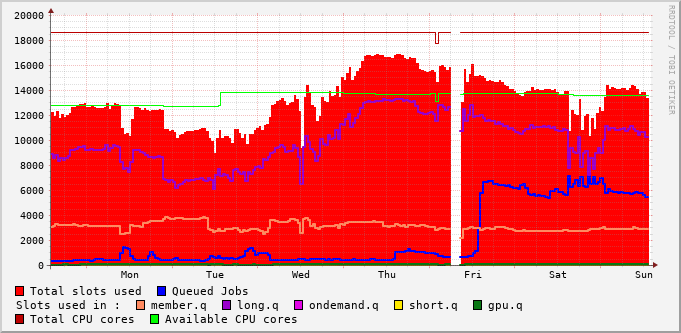 20000
18000
16000
14000
12000
10000
8000
6000
4000
2000
0
Mon Tue Wed Thu Fri Sat Sun
RRDTOOL / TOBI OETIKER
Total slots used Queued Jobs
Slots used in : member.q long.q ondemand.q short.q gpu.q
Total CPU cores Available CPU cores